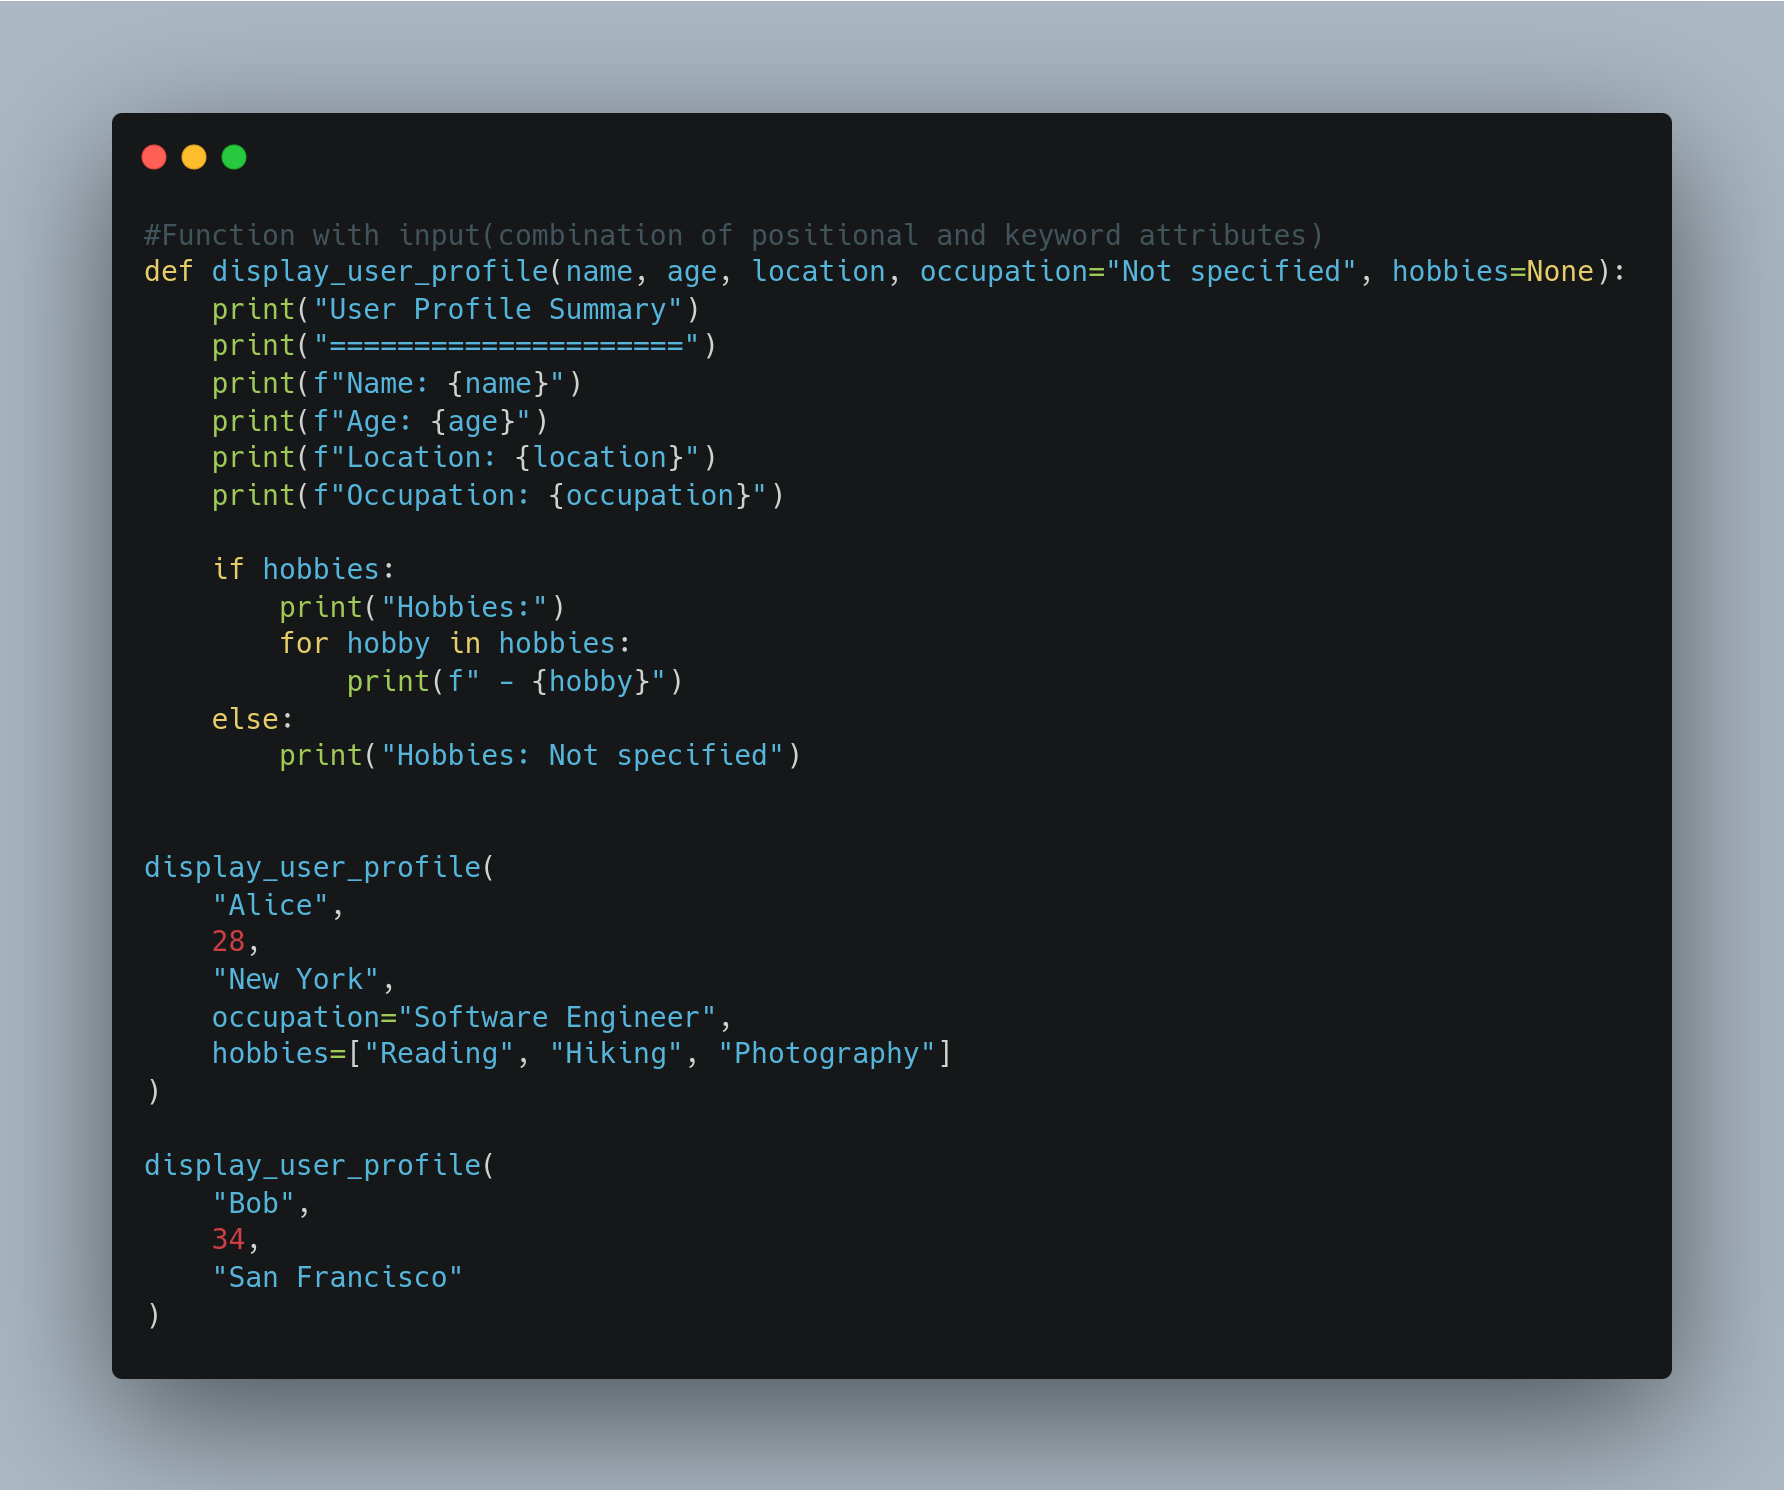 #Function with input(combination of positional and keyword attributes)
def display_user_profile(name, age, location, occupation="Not specified", hobbies=None):
    print("User Profile Summary")
    print("=====================")
    print(f"Name: {name}")
    print(f"Age: {age}")
    print(f"Location: {location}")
    print(f"Occupation: {occupation}")

    if hobbies:
        print("Hobbies:")
        for hobby in hobbies:
            print(f" - {hobby}")
    else:
        print("Hobbies: Not specified")


display_user_profile(
    "Alice",
    28,
    "New York",
    occupation="Software Engineer",
    hobbies=["Reading", "Hiking", "Photography"]
)

display_user_profile(
    "Bob",
    34,
    "San Francisco"
)